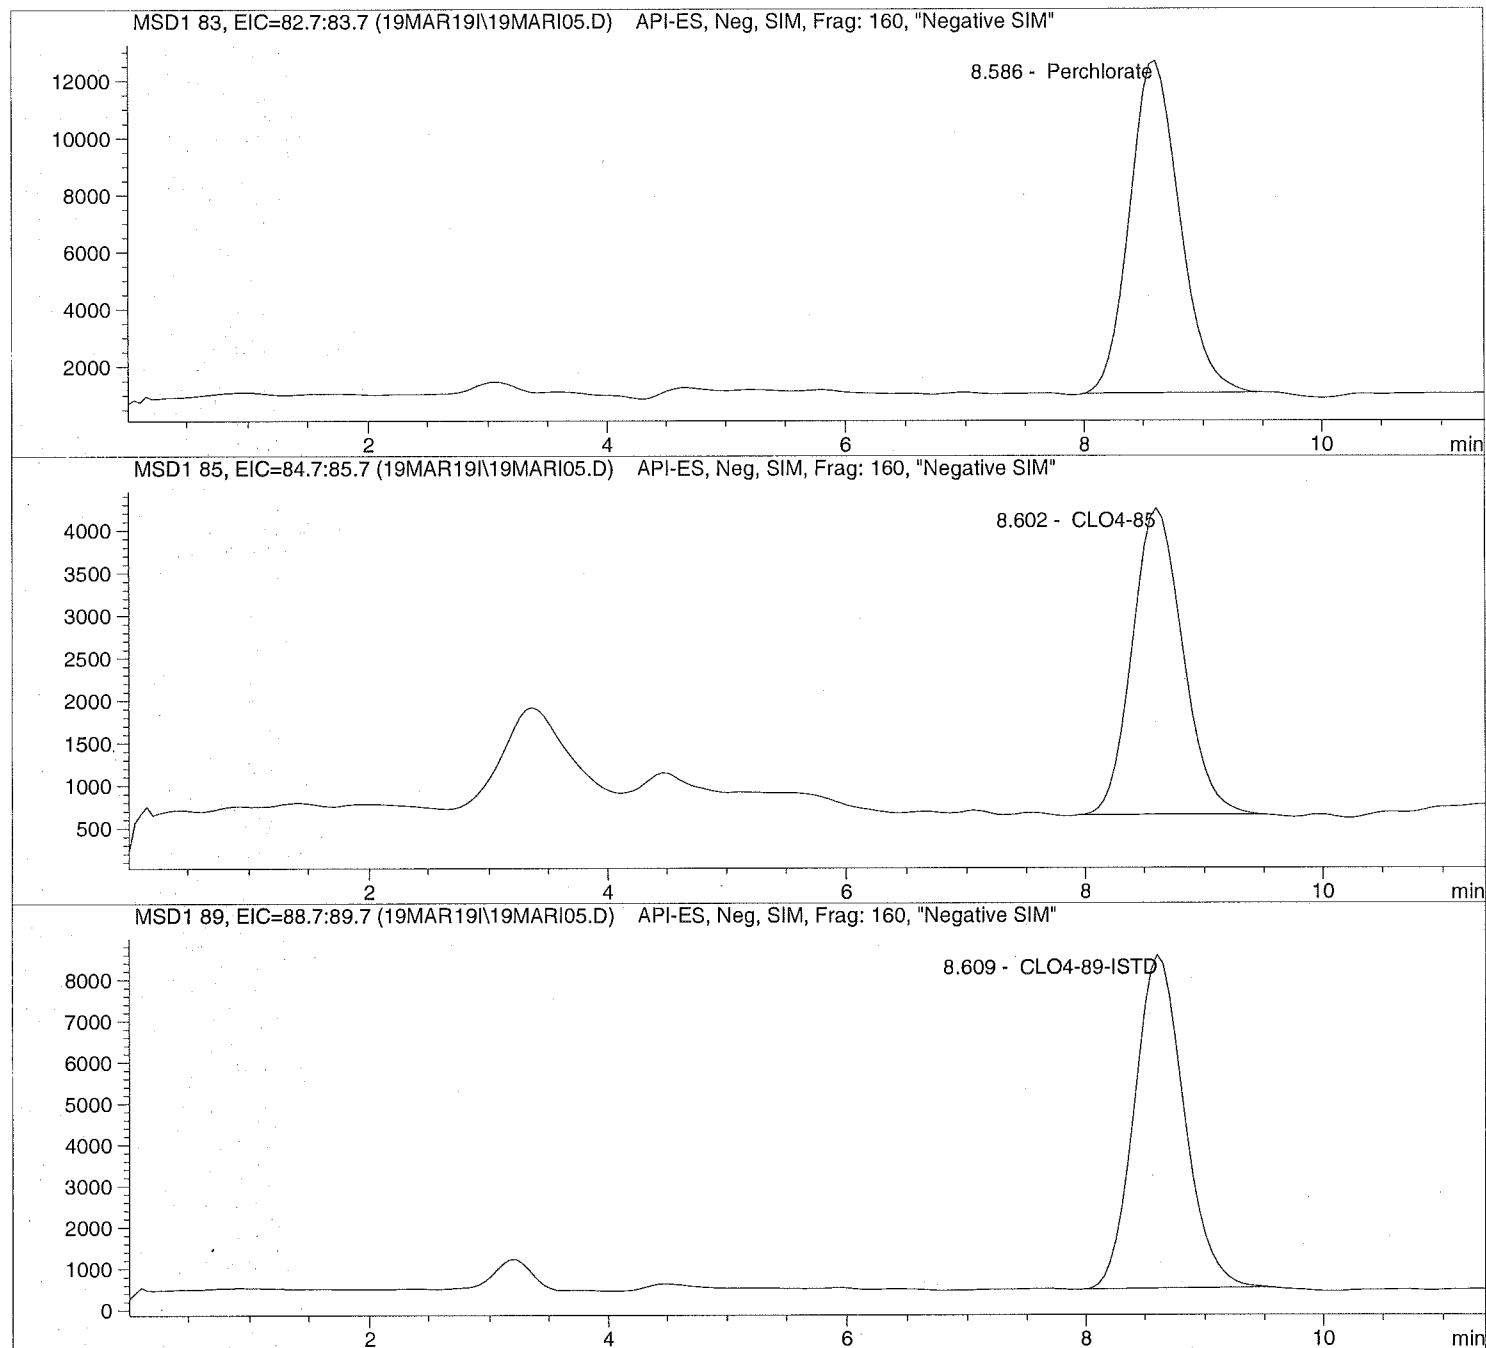 MSD1 83, EIC=82.7:83.7 (19MAR19I\19MARI05.D) API-ES, Neg, SIM, Frag: 160, "Negative SIM"
8.586 - Perchlorate
12000
10000
8000
6000
4000
2000
2 4 6 8 10 min
MSD1 85, EIC=84.7:85.7 (19MAR19I\19MARI05.D) API-ES, Neg, SIM, Frag: 160, "Negative SIM"
8.602 - CLO4-85
4000
3500
3000
2500
2000
1500
1000
500
2 4 6 8 10 min
MSD1 89, EIC=88.7:89.7 (19MAR19I\19MARI05.D) API-ES, Neg, SIM, Frag: 160, "Negative SIM"
8.609 - CLO4-89-ISTD
8000
7000
6000
5000
4000
3000
2000
1000
0
2 4 6 8 10 min